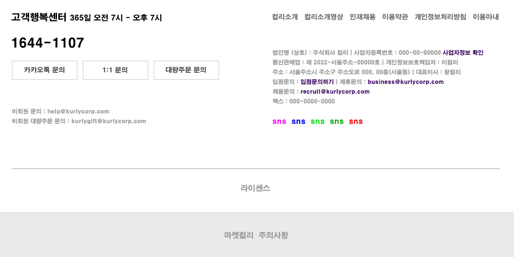 고객행복센터 365일 오전 7시 - 오후 7시
1644-1107
카카오톡 문의
1:1 문의
대량주문 문의
비회원 문의 : help@kurlycorp.com
비회원 대량주문 문의 : kurlygift@kurlycorp.com
컬리소개 컬리소개영상 인재채용 이용약관 개인정보처리방침 이용아내
법인명 (상호) : 주식회사 컬리 | 사업자등록번호 : 000-00-00000 사업자정보 확인
통신판매업 : 제 2022-서울주소-00000호 | 개인정보보호책임자 : 이컬리
주소 : 서울주소시 주소구 주소도로 000, 00층(서울동) | 대표이사 : 왕컬리
입점문의 : 입점문의하기 | 제휴문의 : business@kurlycorp.com
채용문의 : recruit@kurlycorp.com
팩스 : 000-0000-0000
sns sns sns sns sns
라이센스
마켓컬리 주의사항